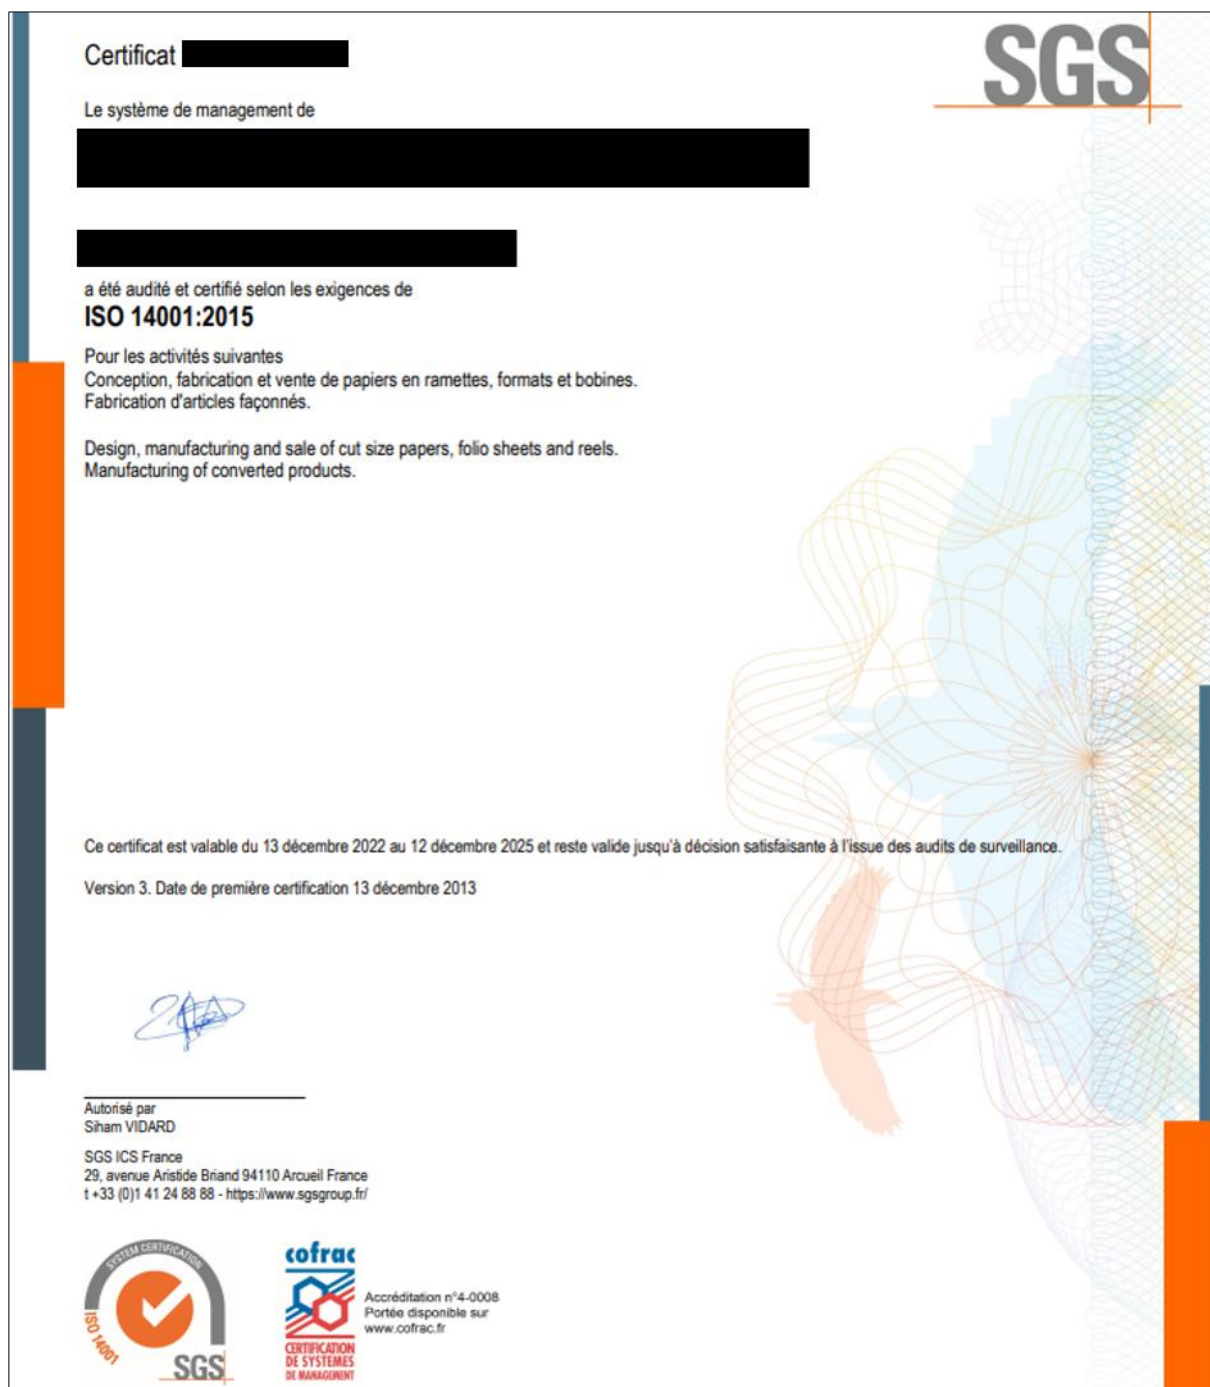 SGS
Certificat
Le système de management de
a été audité et certifié selon les exigences de
ISO 14001:2015
Pour les activités suivantes
Conception, fabrication et vente de papiers en ramettes, formats et bobines.
Fabrication d'articles façonnés.
Design, manufacturing and sale of cut size papers, folio sheets and reels.
Manufacturing of converted products.
Ce certificat est valable du 13 décembre 2022 au 12 décembre 2025 et reste valide jusqu'à décision satisfaisante à l'issue des audits de surveillance.
Version 3. Date de première certification 13 décembre 2013
Autorisé par
Siham VIDARD
SGS ICS France
29, avenue Aristide Briand 94110 Arcueil France
t +33 (0)1 41 24 88 88 - https://www.sgsgroup.fr/
SYSTEM CERTIFICATION
ISO 14001
SGS
cofrac
CERTIFICATION
DE SYSTEMES
DE MANAGEMENT
Accréditation n°4-0008
Portée disponible sur
www.cofrac.fr